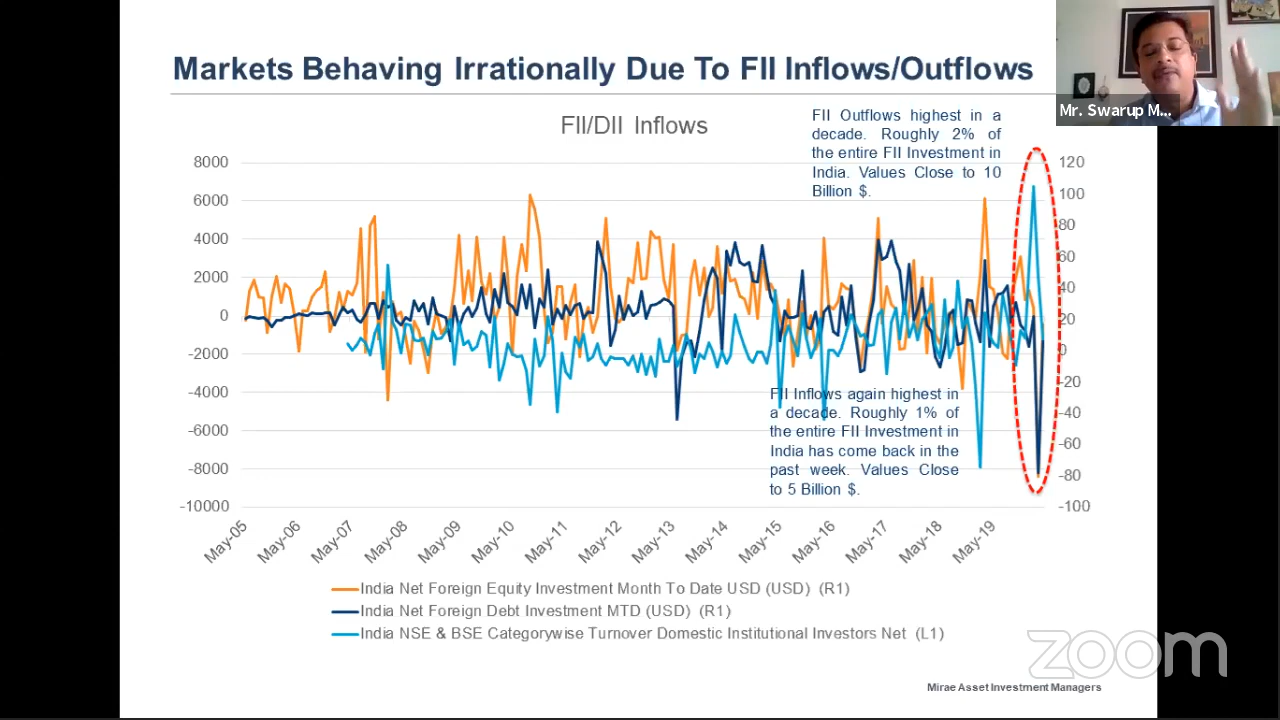 Markets Behaving Irrationally Due To FII Inflows/Outflows
Mr. Swarup M...
FII/DII Inflows
FII Outflows highest in a
decade. Roughly 2% of
the entire FII Investment in
India. Values Close to 10
Billion $.
8000
6000
4000
2000
0
-2000
-4000
-6000
-8000
-10000
120
100
80
60
40
20
0
-20
-40
-60
-80
-100
FII Inflows again highest in
a decade. Roughly 1% of
the entire FII Investment in
India has come back in the
past week. Values Close
to 5 Billion $.
May-05
May-06
May-07
May-08
May-09
May-10
May-11
May-12
May-13
May-14
May-15
May-16
May-17
May-18
May-19
India Net Foreign Equity Investment Month To Date USD (USD) (R1)
India Net Foreign Debt Investment MTD (USD) (R1)
India NSE & BSE Categorywise Turnover Domestic Institutional Investors Net (L1)
zoom
Mirae Asset Investment Managers